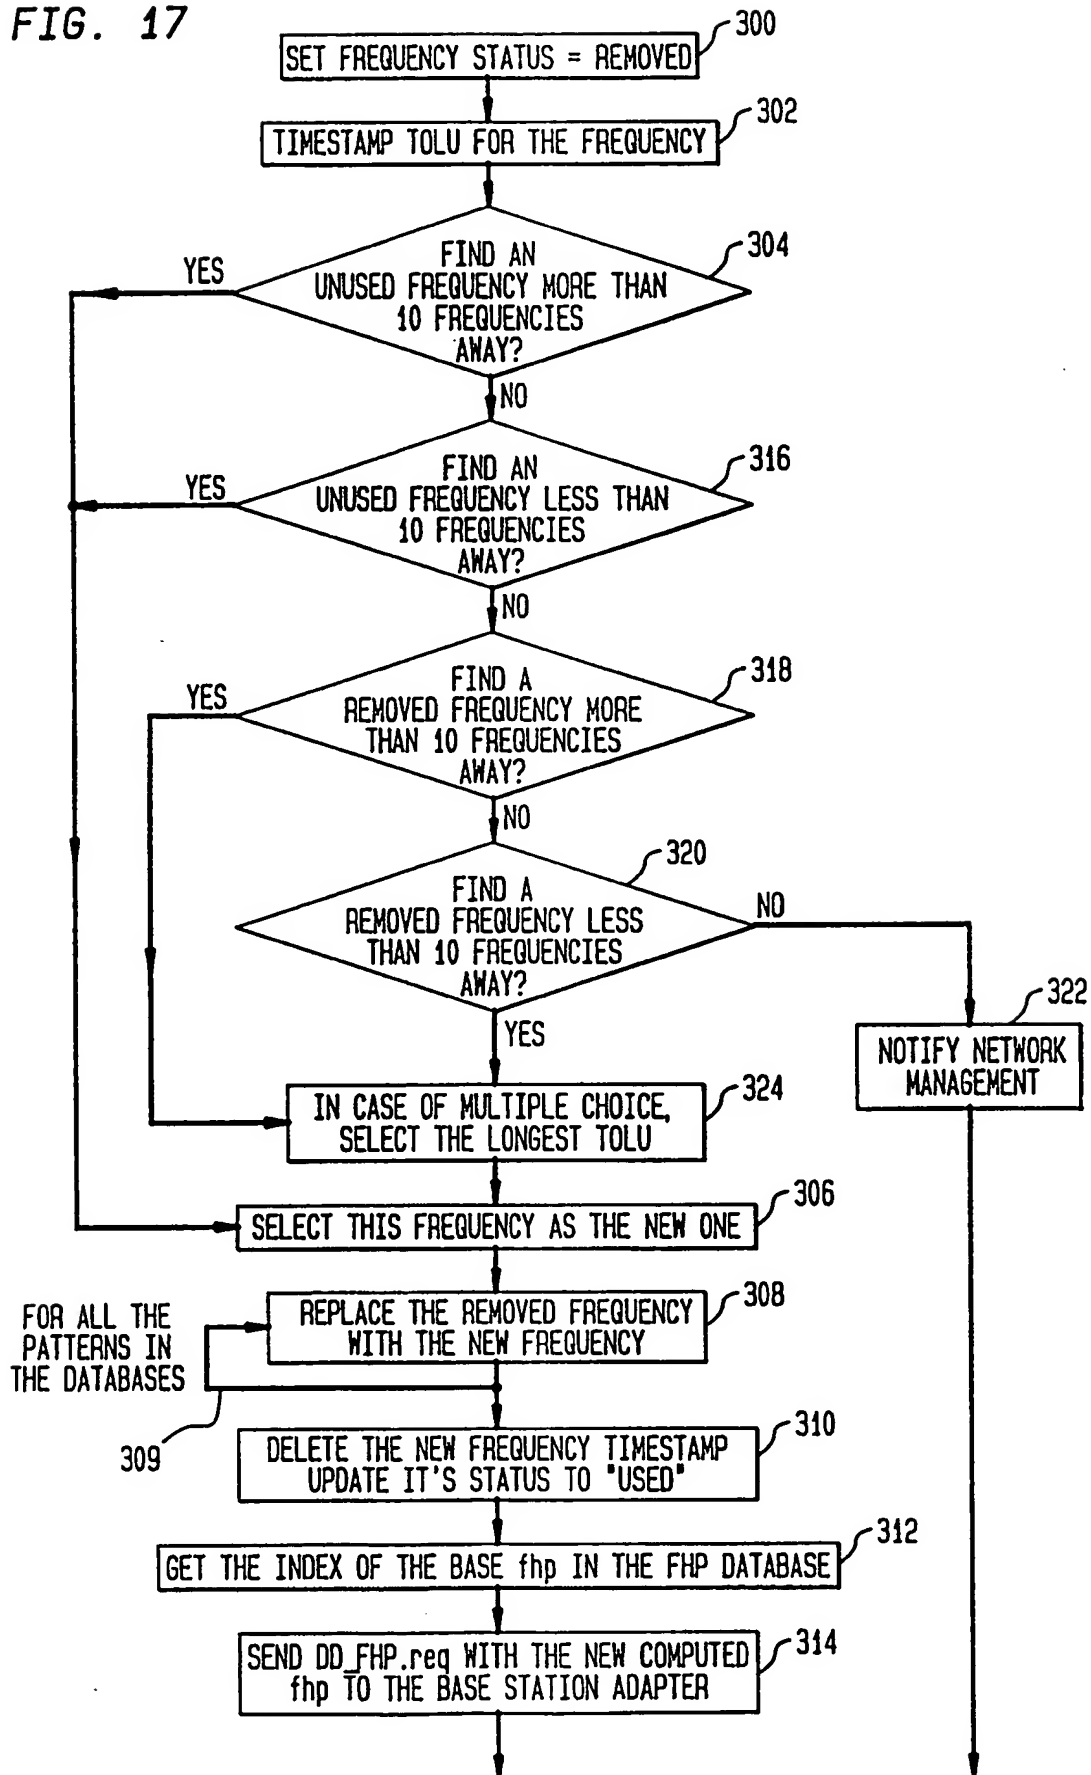 FIG. 17
300
SET FREQUENCY STATUS = REMOVED
302
TIMESTAMP TOLU FOR THE FREQUENCY
304
YES
FIND AN
UNUSED FREQUENCY MORE THAN
10 FREQUENCIES
AWAY?
NO
316
YES
FIND AN
UNUSED FREQUENCY LESS THAN
10 FREQUENCIES
AWAY?
NO
318
YES
FIND A
REMOVED FREQUENCY MORE
THAN 10 FREQUENCIES
AWAY?
NO
320
FIND A
REMOVED FREQUENCY LESS
THAN 10 FREQUENCIES
AWAY?
NO
YES
322
NOTIFY NETWORK
MANAGEMENT
324
IN CASE OF MULTIPLE CHOICE,
SELECT THE LONGEST TOLU
306
SELECT THIS FREQUENCY AS THE NEW ONE
308
REPLACE THE REMOVED FREQUENCY
WITH THE NEW FREQUENCY
FOR ALL THE
PATTERNS IN
THE DATABASES
309
310
DELETE THE NEW FREQUENCY TIMESTAMP
UPDATE IT'S STATUS TO "USED"
312
GET THE INDEX OF THE BASE fhp IN THE FHP DATABASE
314
SEND DD_FHP.req WITH THE NEW COMPUTED
fhp TO THE BASE STATION ADAPTER